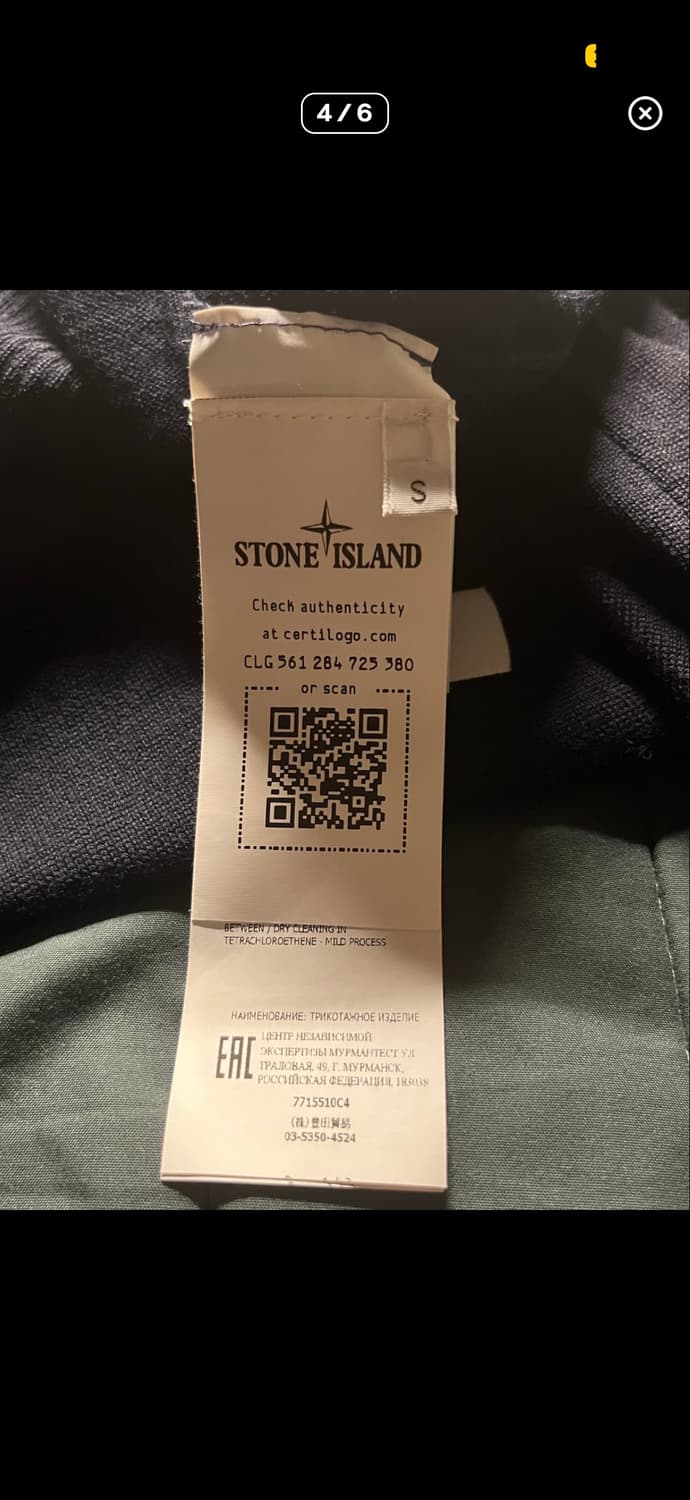 4/6
S
STONE ISLAND
Check authenticity
at certilogo.com
CLG 561 284 725 380
or scan
BETWEEN / DRY CLEANING IN
TETRACHLOROETHENE - MILD PROCESS
НАИМЕНОВАНИЕ: ТРИКОТАЖНОЕ ИЗДЕЛИЕ
EAC
ЦЕНТР НЕЗАВИСИМОЙ
ЭКСПЕРТИЗЫ МУРМАНТЕСТ УЛ.
ТРАЛОВАЯ, 49, Г. МУРМАНСК,
РОССИЙСКАЯ ФЕДЕРАЦИЯ, 183038
7715510C4
(株)豊田貿易
03-5350-4524